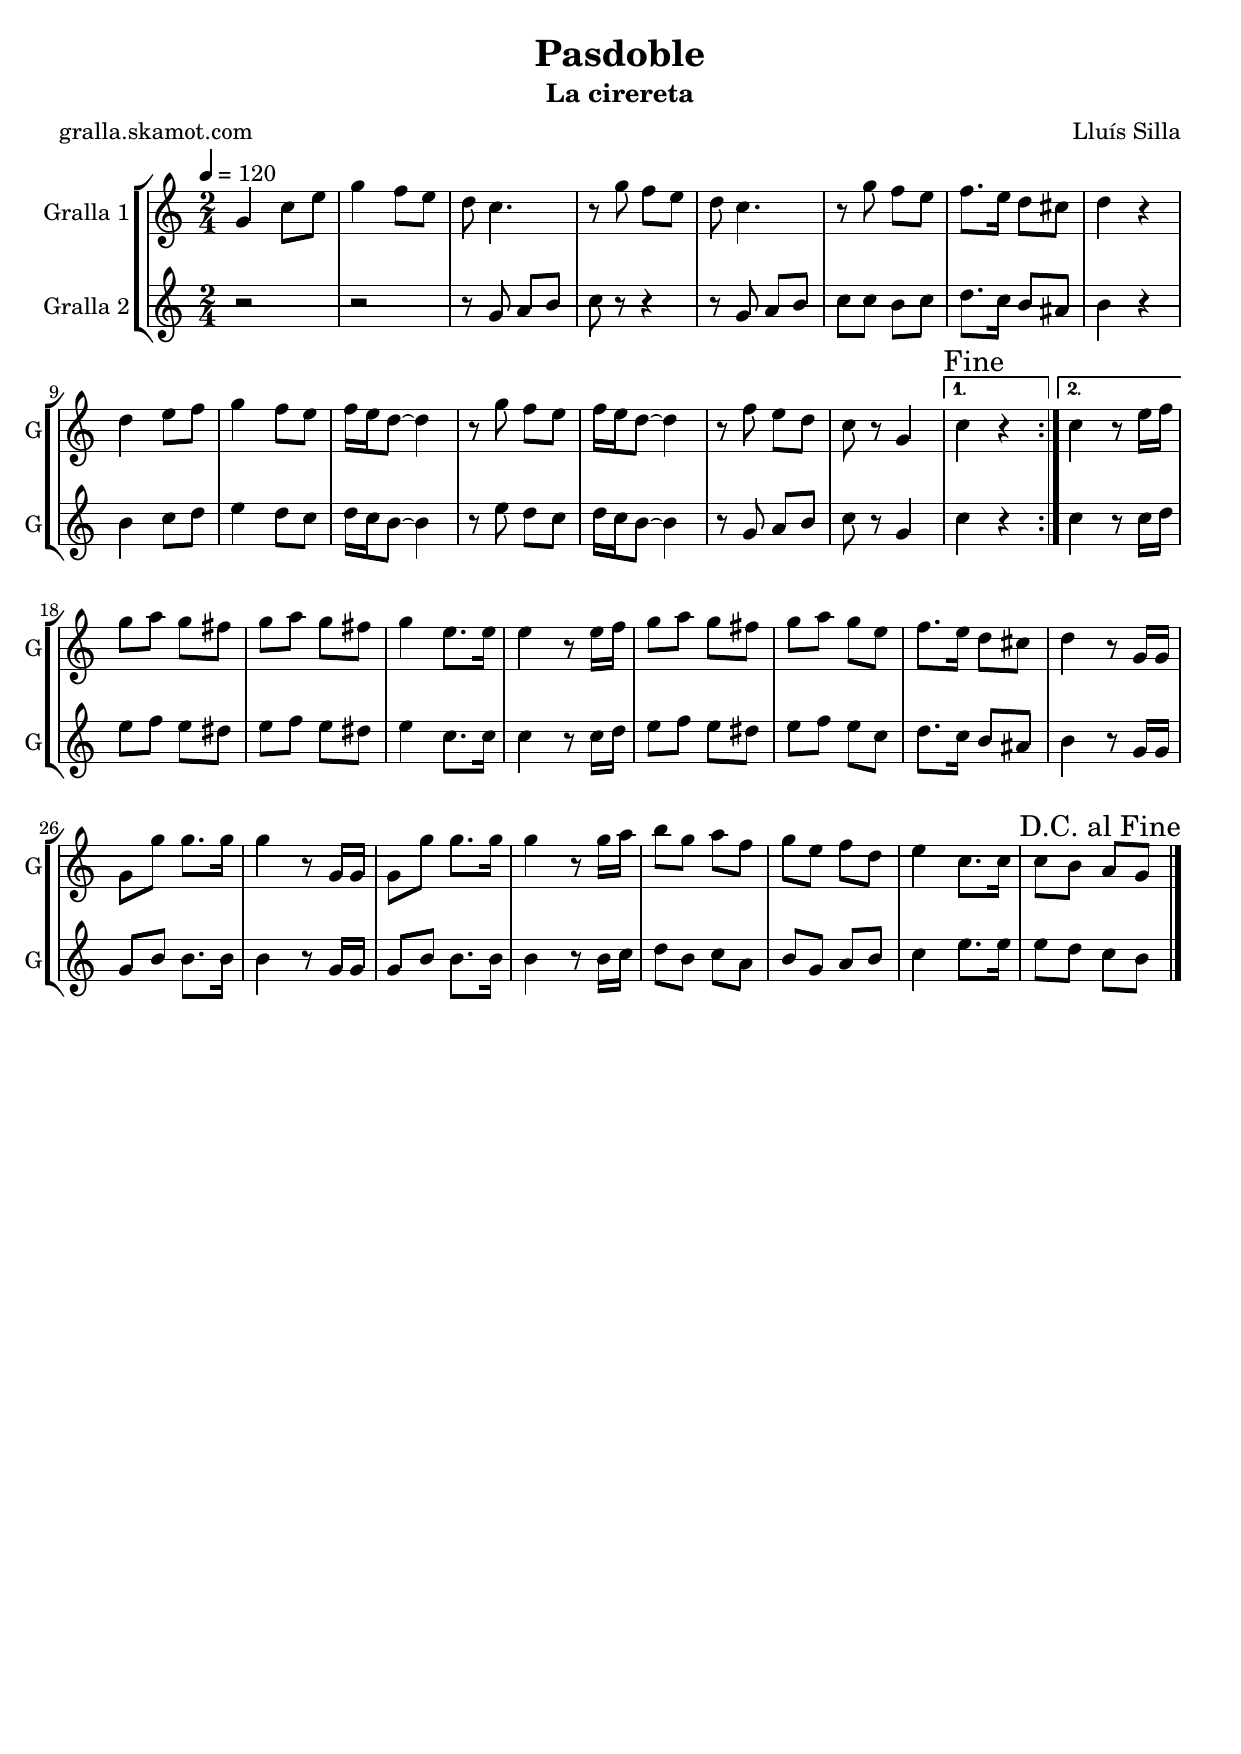 Pasdoble
La cirereta
gralla.skamot.com
Lluís Silla
= 120
Gralla 1
Gralla 2
Fine
9
1.
2.
G
G
18
G
G
D.C. al Fine
26
G
G